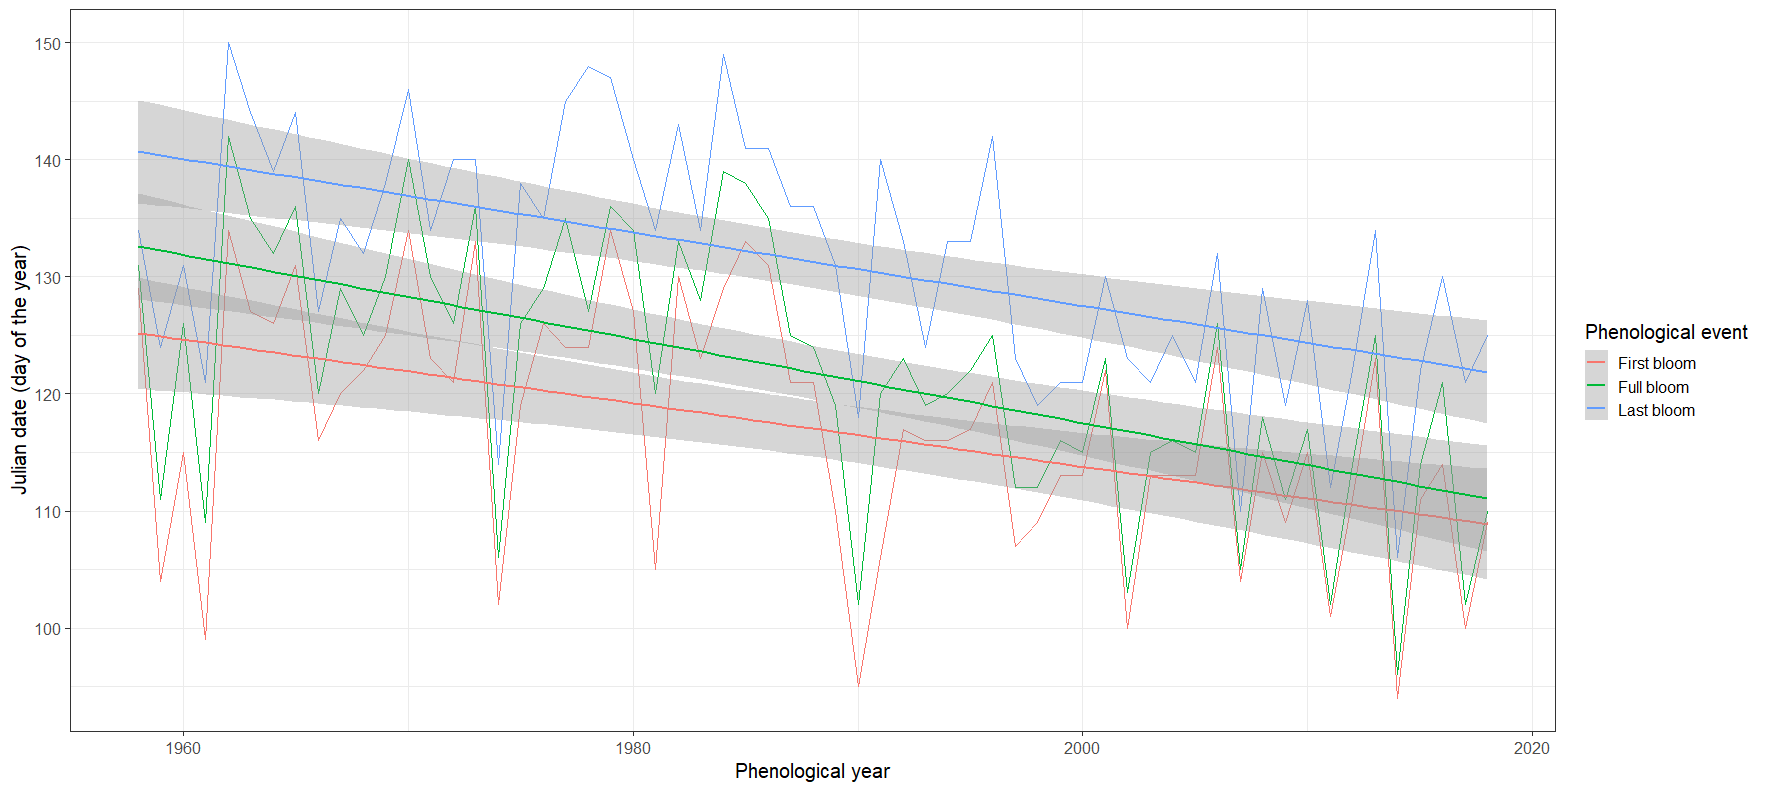 Julian date (day of the year)
150
140
130
120
110
100
1960
1980
2000
2020
Phenological year
Phenological event
First bloom
Full bloom
Last bloom